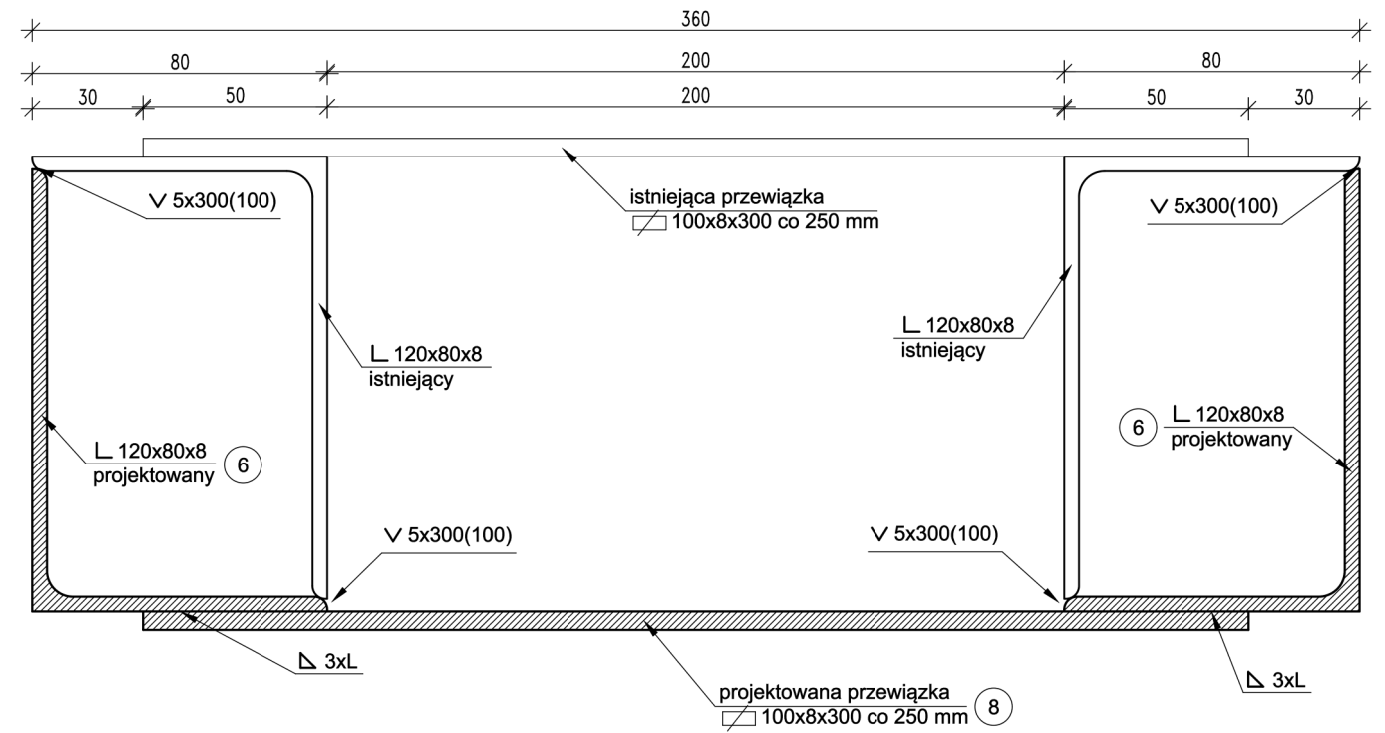 360
80 200 80
30 50 200 50 30
V 5x300(100)
istniejąca przewiązka
100x8x300 co 250 mm
V 5x300(100)
L 120x80x8
istniejący
L 120x80x8
istniejący
L 120x80x8
projektowany 6
6 L 120x80x8
projektowany
V 5x300(100)
V 5x300(100)
3xL
3xL
projektowana przewiązka
100x8x300 co 250 mm 8